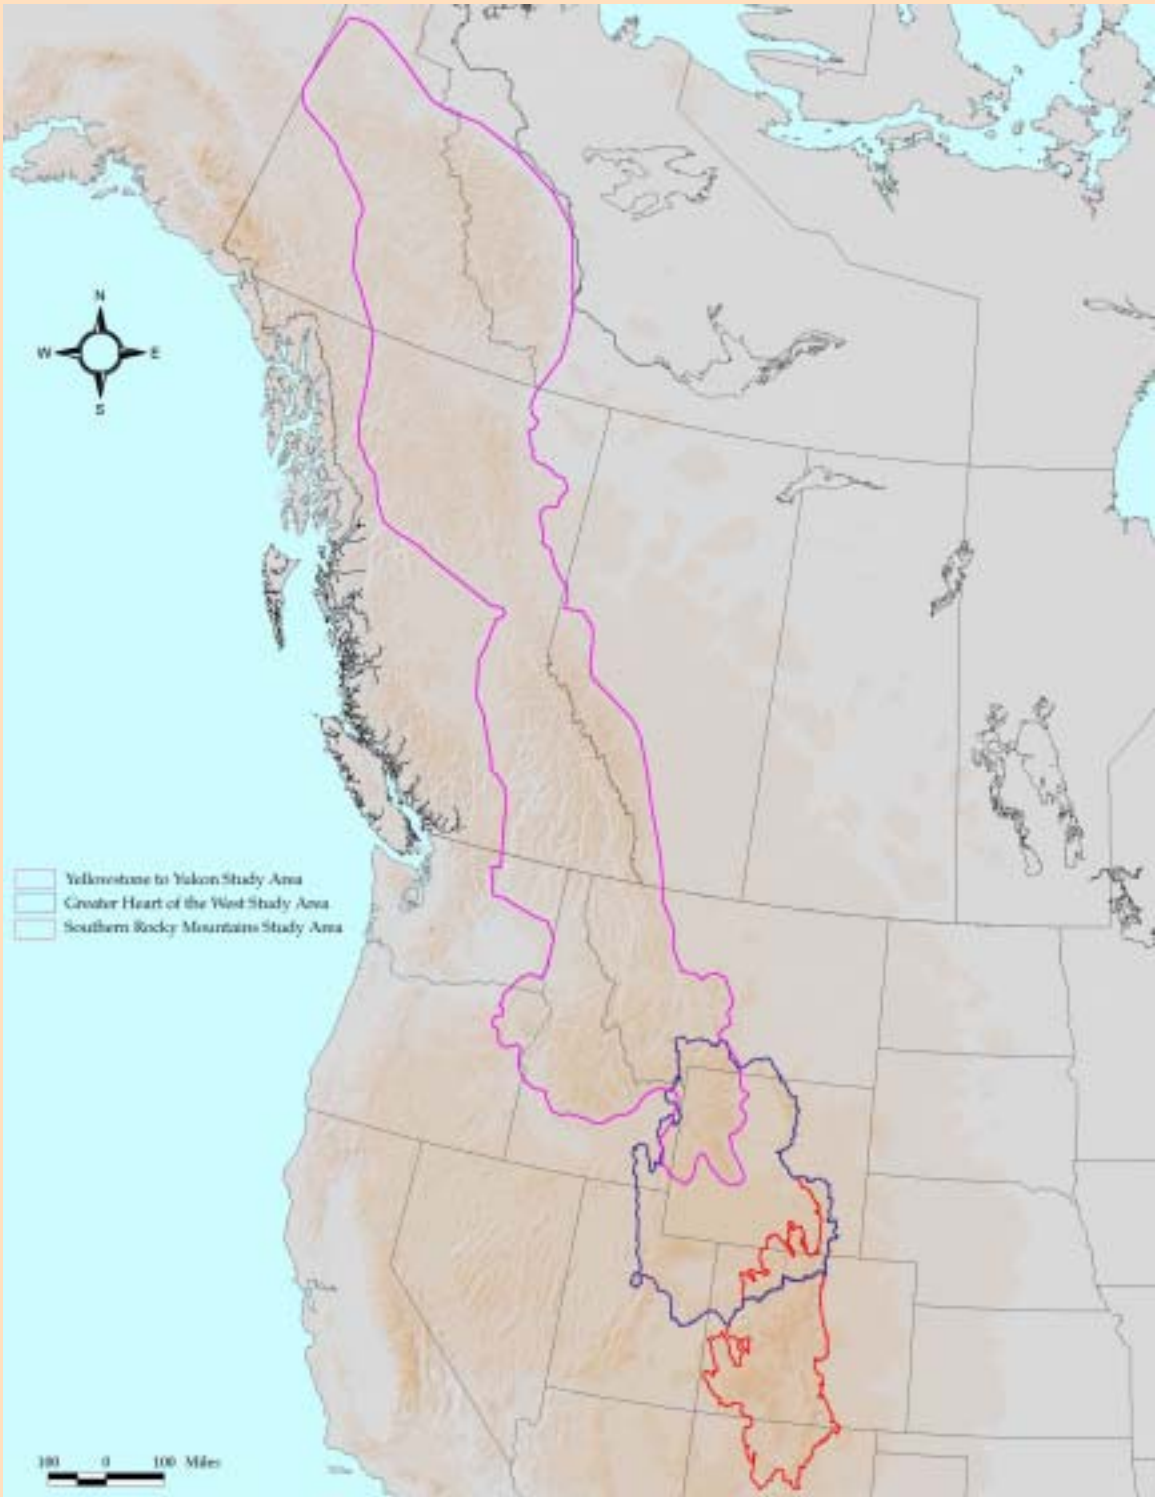 N
W E
S
Yellowstone to Yukon Study Area
Greater Heart of the West Study Area
Southern Rocky Mountains Study Area
100 0 100 Miles